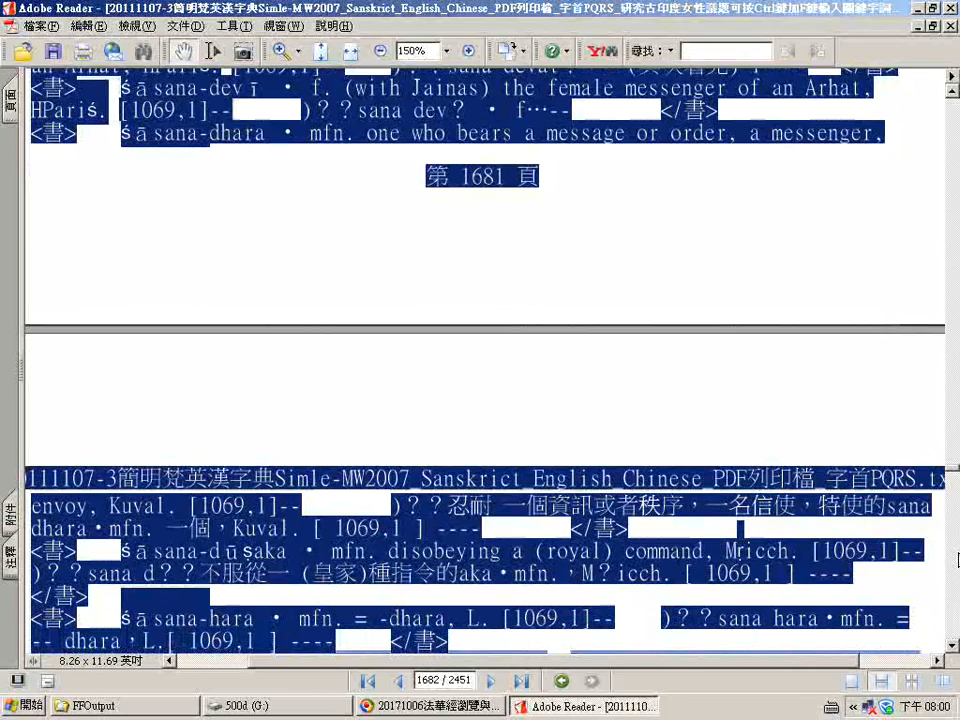 Adobe Reader - [20111107-3簡明梵英漢字典Simle-MW2007_Sanskrict_English_Chinese_PDF列印檔_字首PQRS_研究古印度女性議題可按Ctrl鍵加F鍵輸入關鍵字詞...
檔案(F) 編輯(E) 檢視(V) 文件(D) 工具(T) 視窗(W) 說明(H)
150% Y! 尋找：
頁面
<書> śāsana-devī • f. (with Jainas) the female messenger of an Arhat,
HPariś. [1069,1]-- )？？sana dev？ • f…-- </書>
<書> śāsana-dhara • mfn. one who bears a message or order, a messenger,
第 1681 頁
111107-3簡明梵英漢字典Simle-MW2007_Sanskrict_English_Chinese_PDF列印檔_字首PQRS.tx
envoy, Kuval. [1069,1]-- )？？忍耐 一個資訊或者秩序，一名信使，特使的sana
dhara•mfn. 一個，Kuval. [ 1069,1 ] ---- </書>
<書> śāsana-dūṣaka • mfn. disobeying a (royal) command, Mricch. [1069,1]--
)？？sana d？？不服從一 (皇家)種指令的aka•mfn.，M？icch. [ 1069,1 ] ----
</書>
<書> śāsana-hara • mfn. = -dhara, L. [1069,1]-- )？？sana hara•mfn. =
-- dhara，L.[ 1069,1 ] ---- </書>
附件
注釋
8.26 x 11.69 英吋
1682 / 2451
開始 FFOutput 500d (G:) 20171006法華經瀏覽與... Adobe Reader - [2011110... 下午 08:00